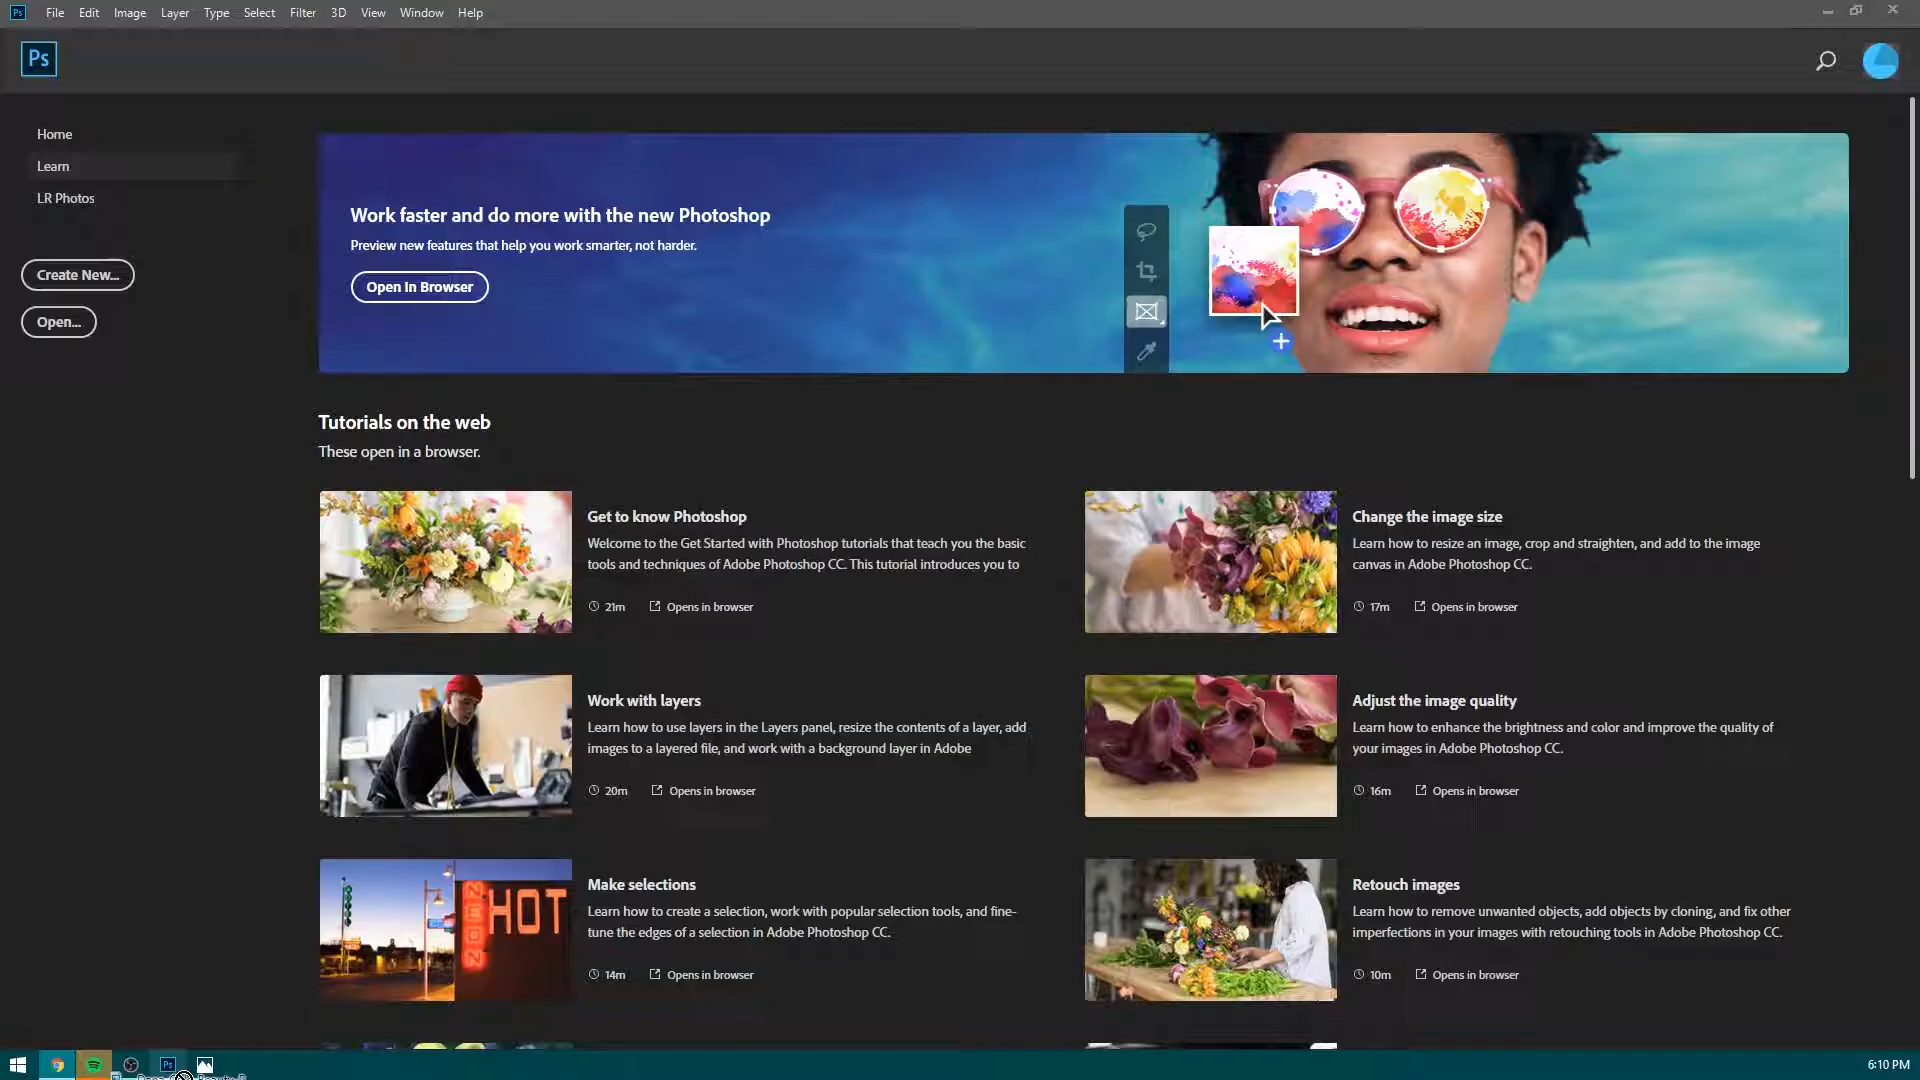 Ps File Edit Image Layer Type Select Filter 3D View Window Help
Ps
Home
Learn
LR Photos
Create New...
Open...
Work faster and do more with the new Photoshop
Preview new features that help you work smarter, not harder.
Open In Browser
Tutorials on the web
These open in a browser.
Get to know Photoshop
Welcome to the Get Started with Photoshop tutorials that teach you the basic
tools and techniques of Adobe Photoshop CC. This tutorial introduces you to
21m Opens in browser
Change the image size
Learn how to resize an image, crop and straighten, and add to the image
canvas in Adobe Photoshop CC.
17m Opens in browser
Work with layers
Learn how to use layers in the Layers panel, resize the contents of a layer, add
images to a layered file, and work with a background layer in Adobe
20m Opens in browser
Adjust the image quality
Learn how to enhance the brightness and color and improve the quality of
your images in Adobe Photoshop CC.
16m Opens in browser
NEON
HOT
Make selections
Learn how to create a selection, work with popular selection tools, and fine-
tune the edges of a selection in Adobe Photoshop CC.
14m Opens in browser
Retouch images
Learn how to remove unwanted objects, add objects by cloning, and fix other
imperfections in your images with retouching tools in Adobe Photoshop CC.
10m Opens in browser
Ps
6:10 PM